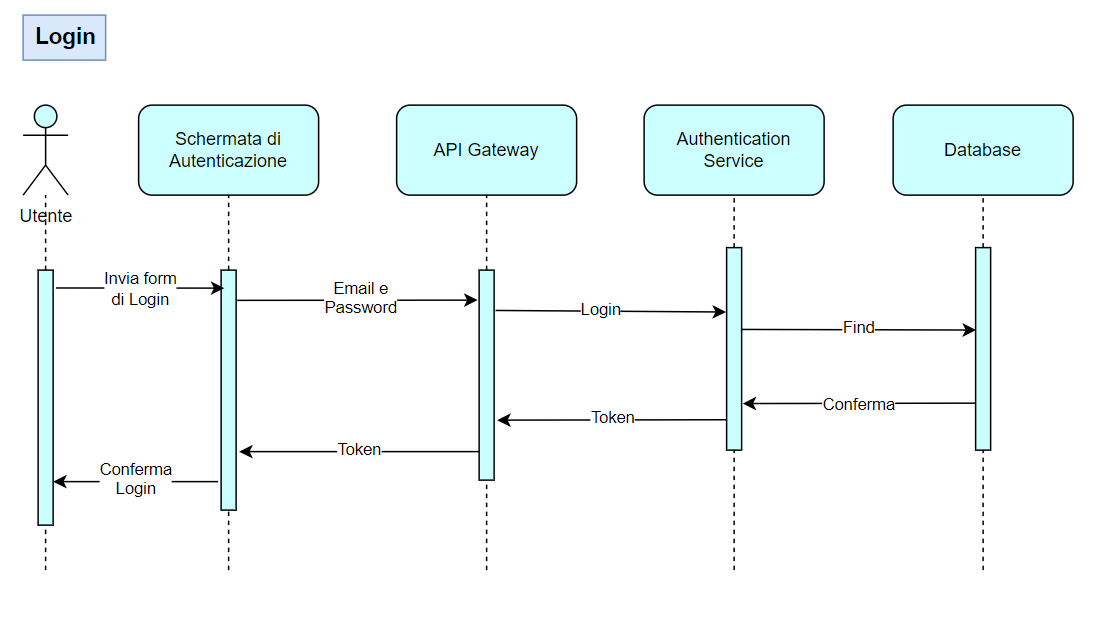 Login
Utente
Schermata di
Autenticazione
API Gateway
Authentication
Service
Database
Invia form
di Login
Email e
Password
Login
Find
Conferma
Token
Token
Conferma
Login